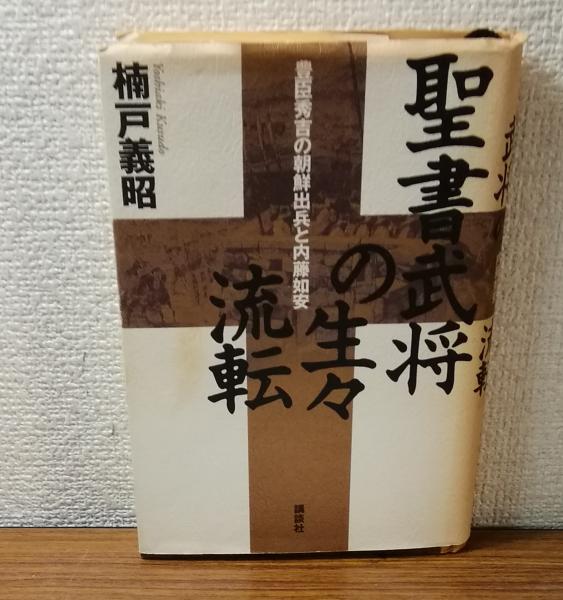 聖書武将
の生々
流転
豊臣秀吉の朝鮮出兵と内藤如安
楠戸義昭
Yoshiaki Kusudo
講談社